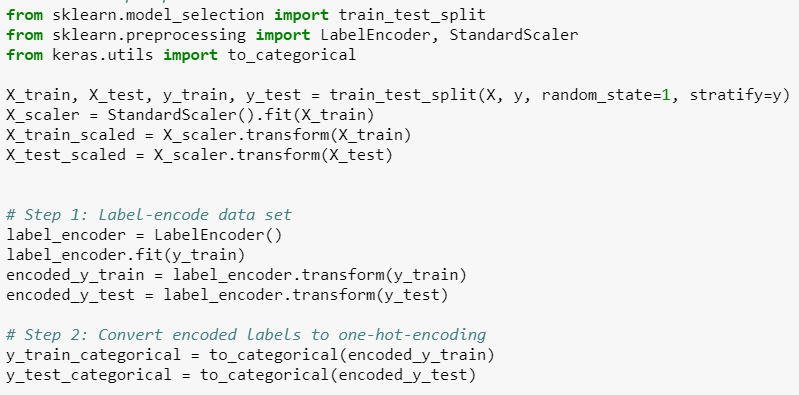 from sklearn.model_selection import train_test_split
from sklearn.preprocessing import LabelEncoder, StandardScaler
from keras.utils import to_categorical
X_train, X_test, y_train, y_test = train_test_split(X, y, random_state=1, stratify=y)
X_scaler = StandardScaler().fit(X_train)
X_train_scaled = X_scaler.transform(X_train)
X_test_scaled = X_scaler.transform(X_test)
# Step 1: Label-encode data set
label_encoder = LabelEncoder()
label_encoder.fit(y_train)
encoded_y_train = label_encoder.transform(y_train)
encoded_y_test = label_encoder.transform(y_test)
# Step 2: Convert encoded labels to one-hot-encoding
y_train_categorical = to_categorical(encoded_y_train)
y_test_categorical = to_categorical(encoded_y_test)